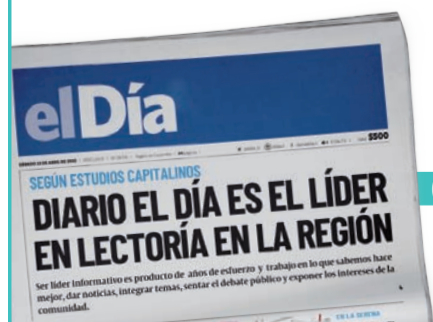 elDía
$500
SEGÚN ESTUDIOS CAPITALINOS
DIARIO EL DÍA ES EL LÍDER
EN LECTORÍA EN LA REGIÓN
Ser líder informativo es producto de años de esfuerzo y trabajo en lo que sabemos hace
mejor, dar noticias, integrar temas, sentar el debate público y exponer los intereses de la
comunidad.
EN LA SERENA